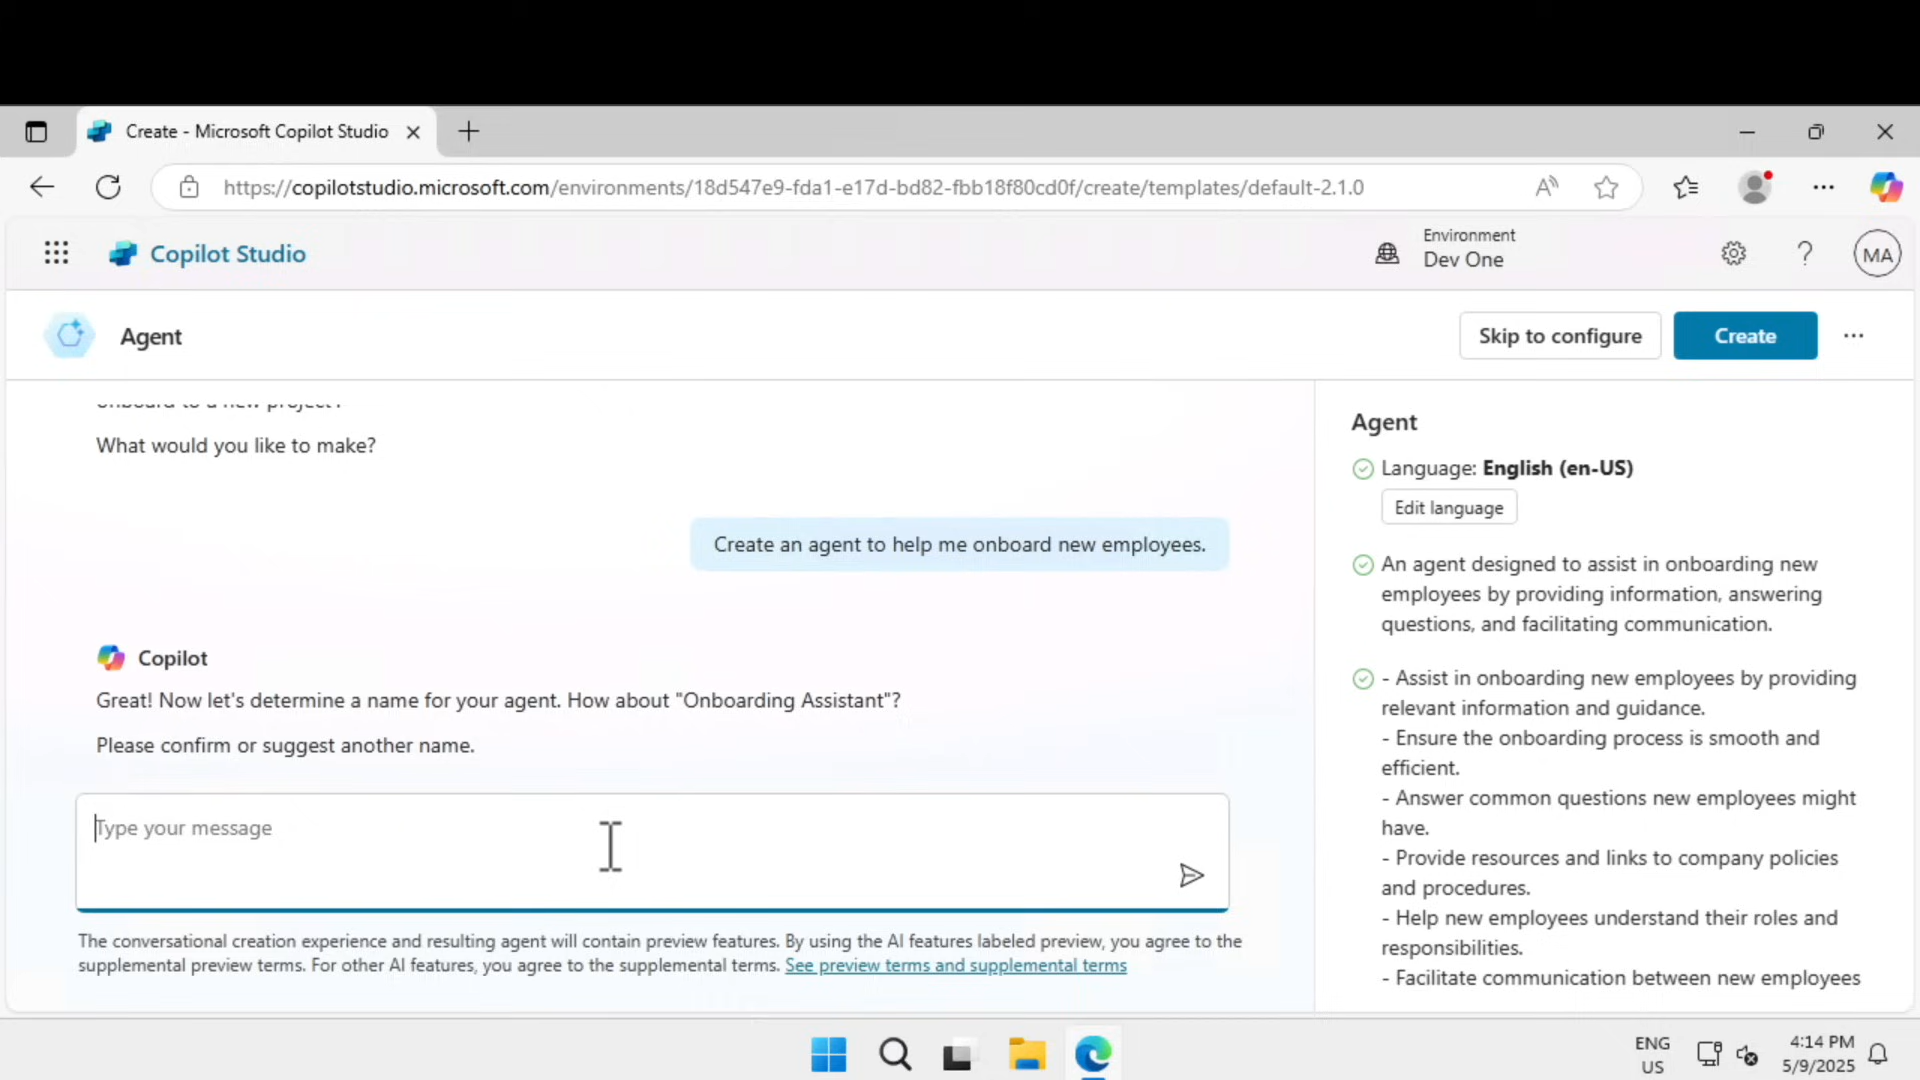 Create - Microsoft Copilot Studio
https://copilotstudio.microsoft.com/environments/18d547e9-fda1-e17d-bd82-fbb18f80cd0f/create/templates/default-2.1.0
Copilot Studio
Environment
Dev One
MA
Agent
Skip to configure
Create
onboard to a new project?
What would you like to make?
Create an agent to help me onboard new employees.
Copilot
Great! Now let's determine a name for your agent. How about "Onboarding Assistant"?
Please confirm or suggest another name.
Type your message
The conversational creation experience and resulting agent will contain preview features. By using the AI features labeled preview, you agree to the
supplemental preview terms. For other AI features, you agree to the supplemental terms. See preview terms and supplemental terms
Agent
Language: English (en-US)
Edit language
An agent designed to assist in onboarding new
employees by providing information, answering
questions, and facilitating communication.
- Assist in onboarding new employees by providing
relevant information and guidance.
- Ensure the onboarding process is smooth and
efficient.
- Answer common questions new employees might
have.
- Provide resources and links to company policies
and procedures.
- Help new employees understand their roles and
responsibilities.
- Facilitate communication between new employees
ENG
US
4:14 PM
5/9/2025